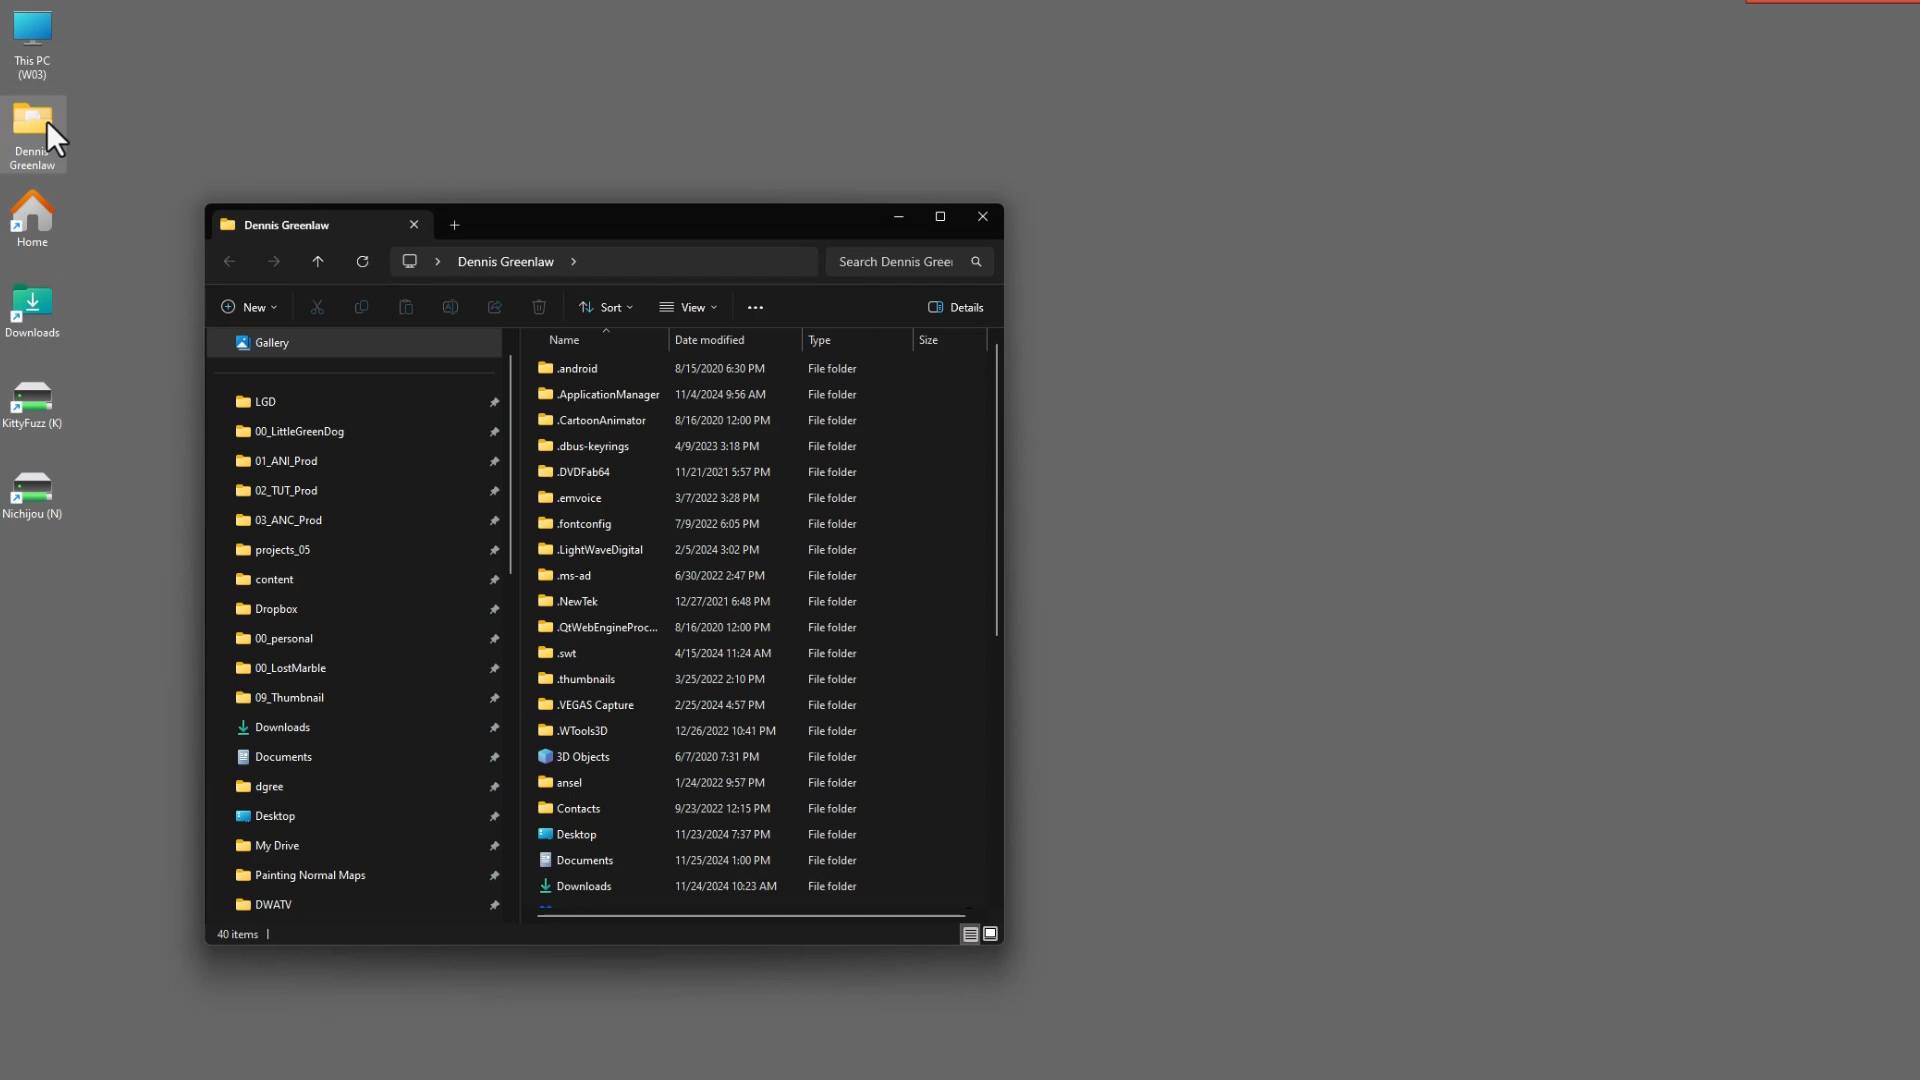 This PC
(W03)
Dennis
Greenlaw
Home
Downloads
KittyFuzz (K)
Nichijou (N)
Dennis Greenlaw
Dennis Greenlaw
Search Dennis Greei
New
Sort
View
Details
Gallery
LGD
00_LittleGreenDog
01_ANI_Prod
02_TUT_Prod
03_ANC_Prod
projects_05
content
Dropbox
00_personal
00_LostMarble
09_Thumbnail
Downloads
Documents
dgree
Desktop
My Drive
Painting Normal Maps
DWATV
Name Date modified Type Size
.android 8/15/2020 6:30 PM File folder
.ApplicationManager 11/4/2024 9:56 AM File folder
.CartoonAnimator 8/16/2020 12:00 PM File folder
.dbus-keyrings 4/9/2023 3:18 PM File folder
.DVDFab64 11/21/2021 5:57 PM File folder
.emvoice 3/7/2022 3:28 PM File folder
.fontconfig 7/9/2022 6:05 PM File folder
.LightWaveDigital 2/5/2024 3:02 PM File folder
.ms-ad 6/30/2022 2:47 PM File folder
.NewTek 12/27/2021 6:48 PM File folder
.QtWebEngineProc... 8/16/2020 12:00 PM File folder
.swt 4/15/2024 11:24 AM File folder
.thumbnails 3/25/2022 2:10 PM File folder
.VEGAS Capture 2/25/2024 4:57 PM File folder
.WTools3D 12/26/2022 10:41 PM File folder
3D Objects 6/7/2020 7:31 PM File folder
ansel 1/24/2022 9:57 PM File folder
Contacts 9/23/2022 12:15 PM File folder
Desktop 11/23/2024 7:37 PM File folder
Documents 11/25/2024 1:00 PM File folder
Downloads 11/24/2024 10:23 AM File folder
40 items